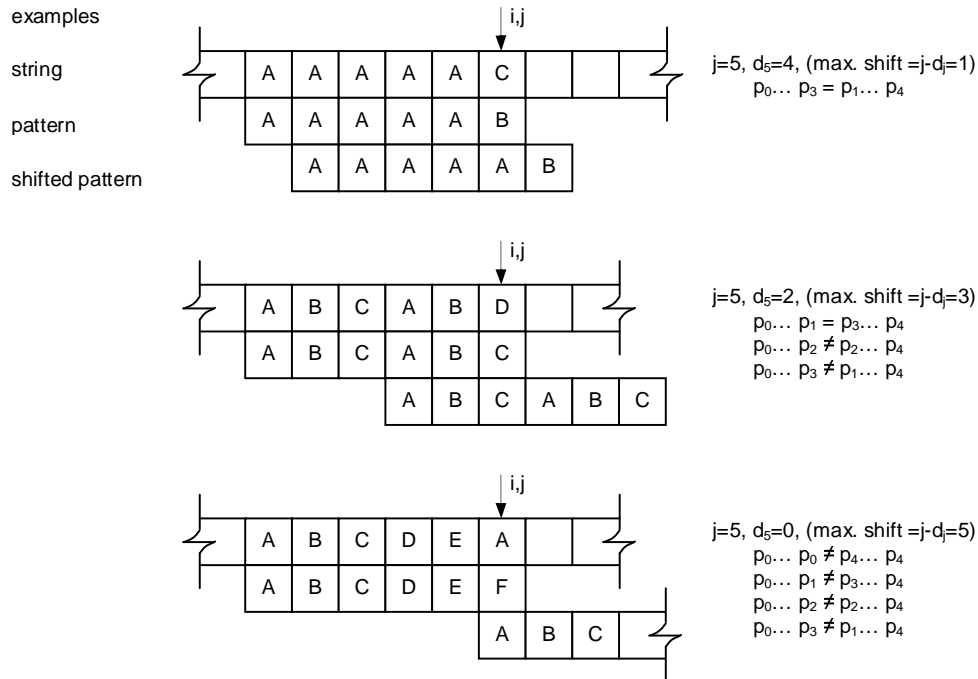 examples
i,j
string A A A A A C
j=5, d₅=4, (max. shift =j-dⱼ=1)
p₀... p₃ = p₁... p₄
pattern A A A A A B
shifted pattern A A A A A B
i,j
A B C A B D
j=5, d₅=2, (max. shift =j-dⱼ=3)
p₀... p₁ = p₃... p₄
A B C A B C
p₀... p₂ ≠ p₂... p₄
p₀... p₃ ≠ p₁... p₄
A B C A B C
i,j
A B C D E A
j=5, d₅=0, (max. shift =j-dⱼ=5)
p₀... p₀ ≠ p₄... p₄
A B C D E F
p₀... p₁ ≠ p₃... p₄
p₀... p₂ ≠ p₂... p₄
p₀... p₃ ≠ p₁... p₄
A B C